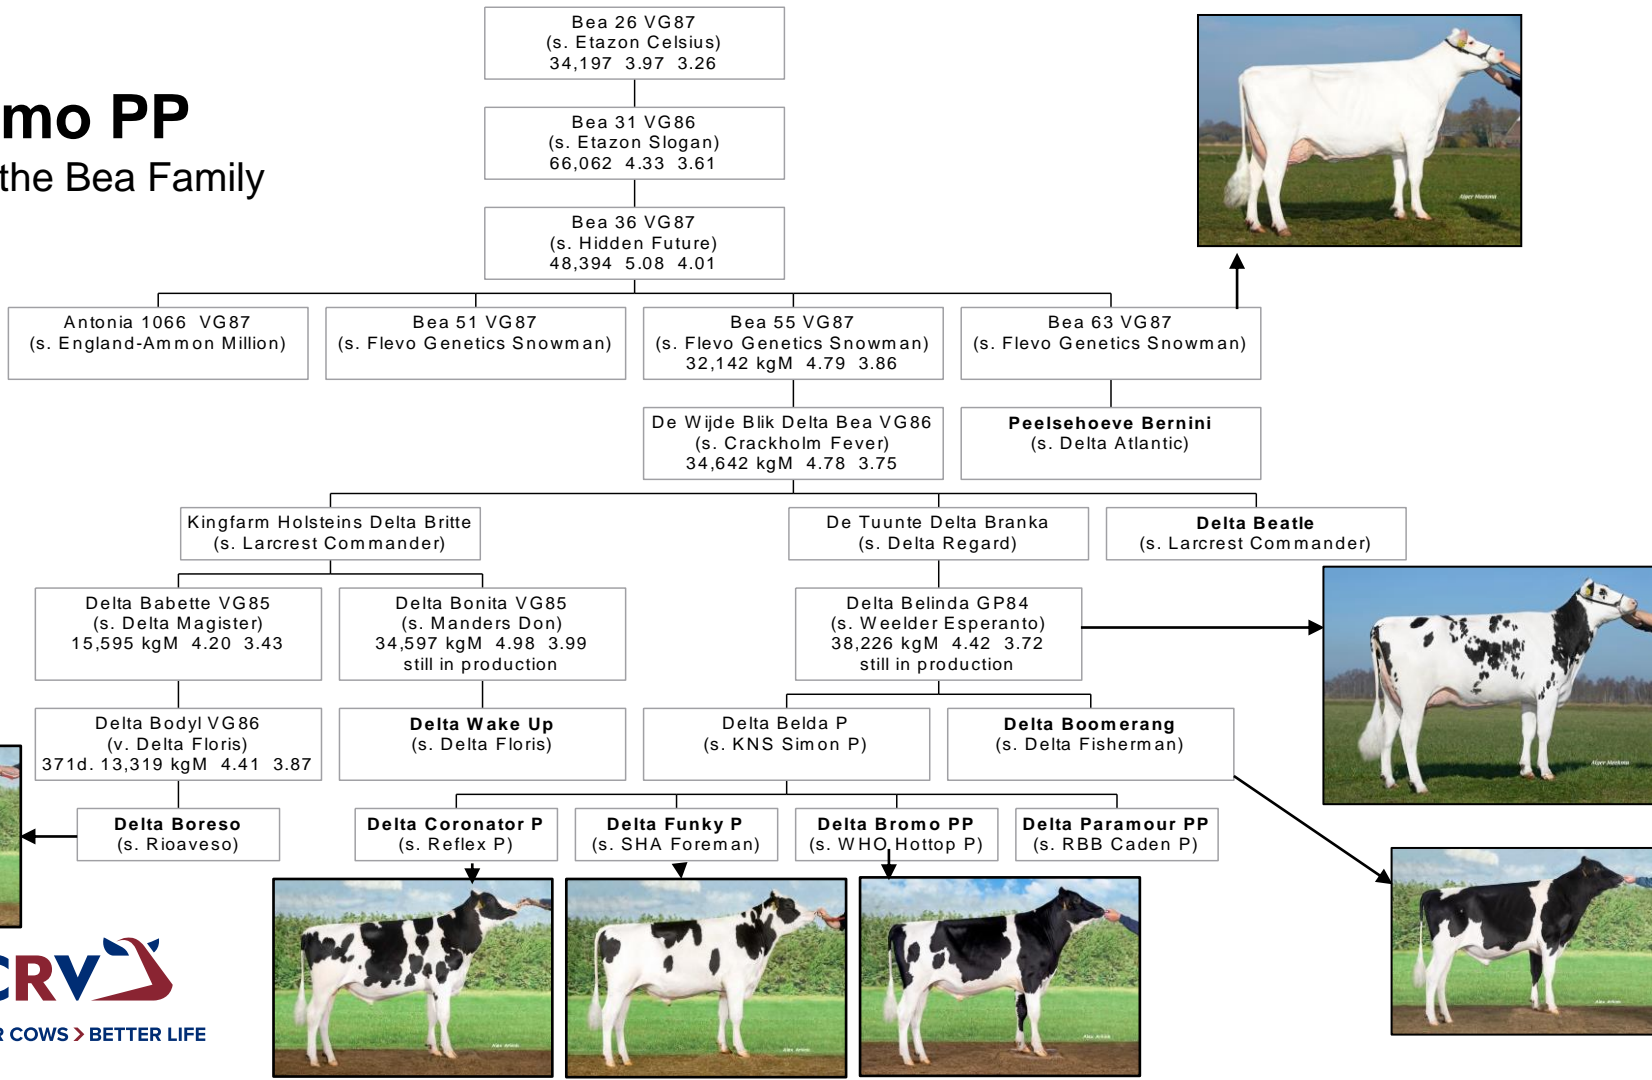 mo PP
the Bea Family
Bea 26 VG87
(s. Etazon Celsius)
34,197 3.97 3.26
Bea 31 VG86
(s. Etazon Slogan)
66,062 4.33 3.61
Bea 36 VG87
(s. Hidden Future)
48,394 5.08 4.01
Antonia 1066 VG87
(s. England-Ammon Million)
Bea 51 VG87
(s. Flevo Genetics Snowman)
Bea 55 VG87
(s. Flevo Genetics Snowman)
32,142 kgM 4.79 3.86
Bea 63 VG87
(s. Flevo Genetics Snowman)
De Wijde Blik Delta Bea VG86
(s. Crackholm Fever)
34,642 kgM 4.78 3.75
Peelsehoeve Bernini
(s. Delta Atlantic)
Kingfarm Holsteins Delta Britte
(s. Larcrest Commander)
De Tuunte Delta Branka
(s. Delta Regard)
Delta Beatle
(s. Larcrest Commander)
Delta Babette VG85
(s. Delta Magister)
15,595 kgM 4.20 3.43
Delta Bonita VG85
(s. Manders Don)
34,597 kgM 4.98 3.99
still in production
Delta Belinda GP84
(s. Weelder Esperanto)
38,226 kgM 4.42 3.72
still in production
Delta Bodyl VG86
(v. Delta Floris)
371d. 13,319 kgM 4.41 3.87
Delta Wake Up
(s. Delta Floris)
Delta Belda P
(s. KNS Simon P)
Delta Boomerang
(s. Delta Fisherman)
Delta Boreso
(s. Rioaveso)
Delta Coronator P
(s. Reflex P)
Delta Funky P
(s. SHA Foreman)
Delta Bromo PP
(s. WHO Hottop P)
Delta Paramour PP
(s. RBB Caden P)
CRV
R COWS > BETTER LIFE